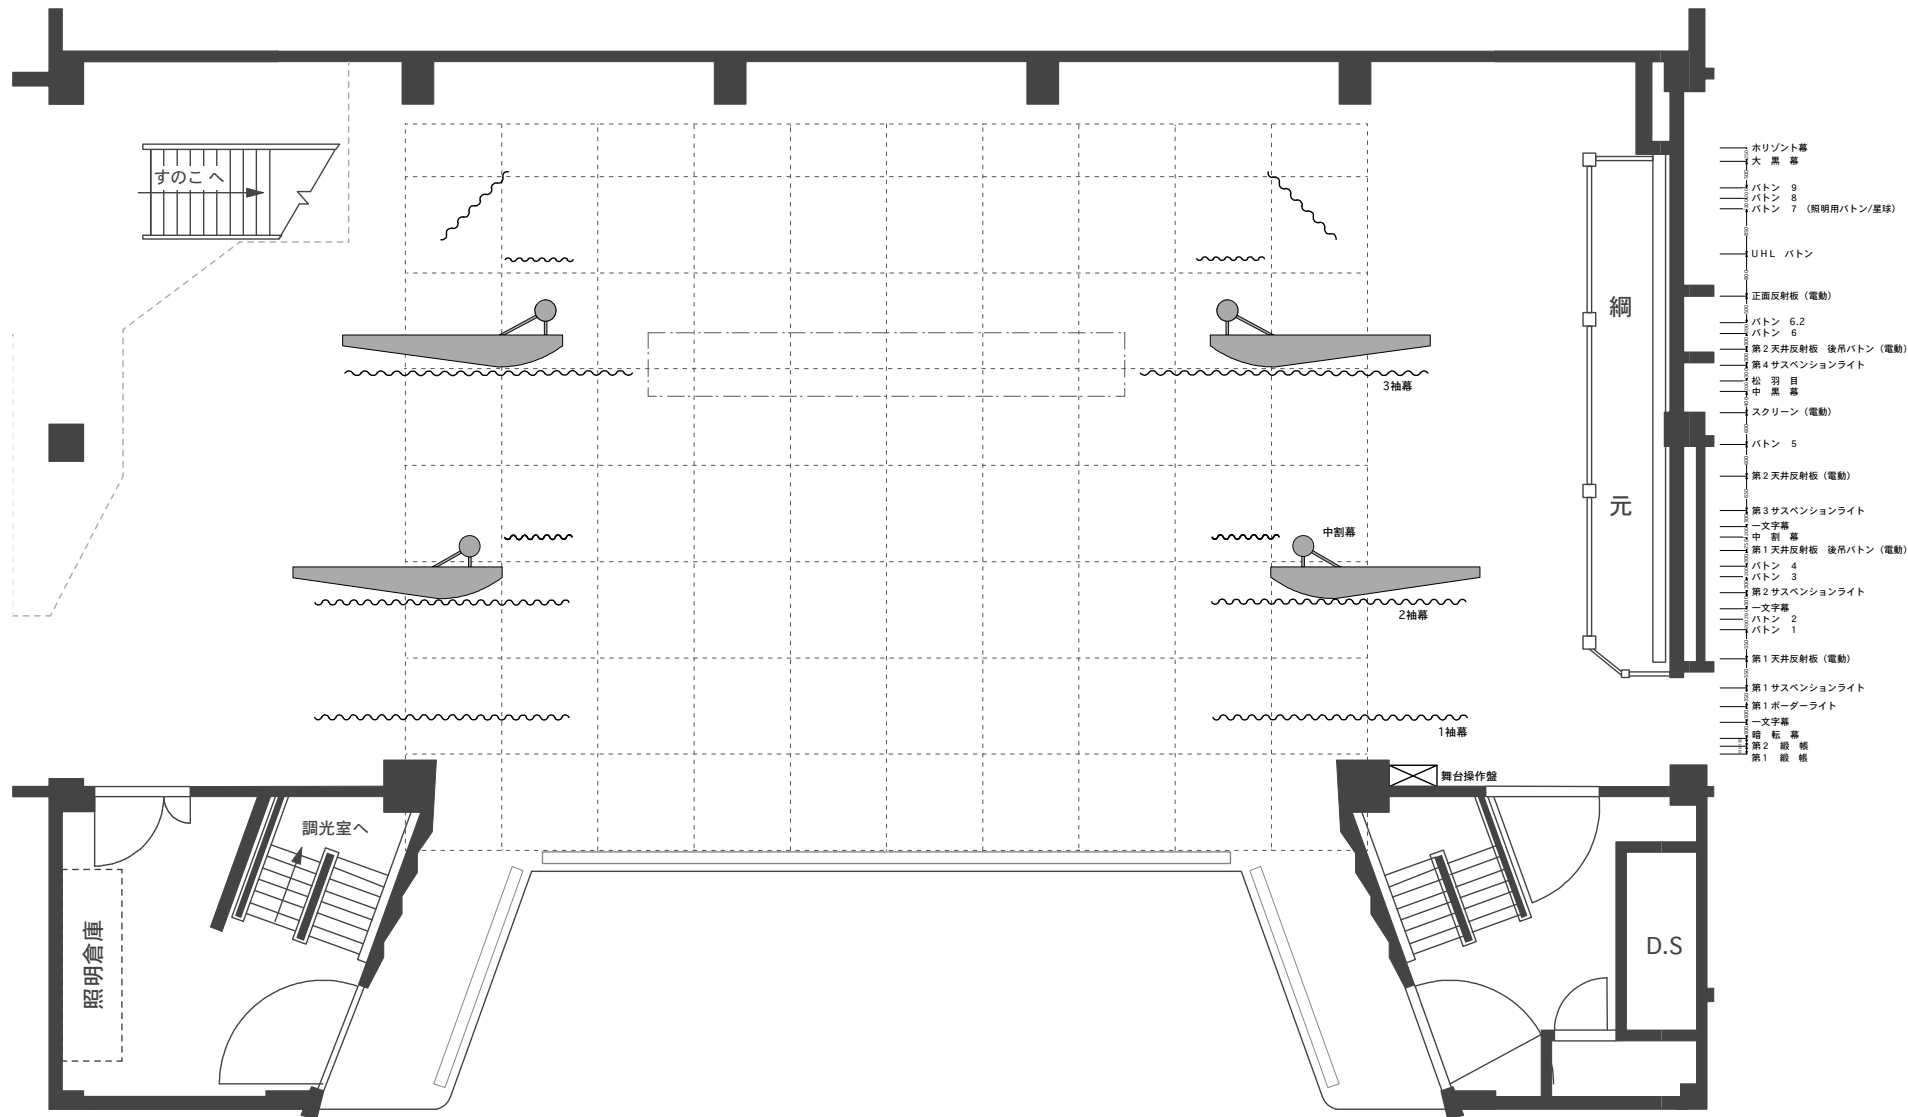 すのこへ
ホリゾント幕
大 黒 幕
バトン 9
バトン 8
バトン 7 (照明用バトン/星球)
UHL バトン
正面反射板(電動)
バトン 6.2
バトン 6
第2天井反射板 後吊バトン(電動)
第4サスペンションライト
松 羽 目
中 黒 幕
スクリーン(電動)
バトン 5
第2天井反射板(電動)
第3サスペンションライト
一文字幕
中 割 幕
第1天井反射板 後吊バトン(電動)
バトン 4
バトン 3
第2サスペンションライト
一文字幕
バトン 2
バトン 1
第1天井反射板(電動)
第1サスペンションライト
第1ボーダーライト
一文字幕
暗 転 幕
第2 緞 帳
第1 緞 帳
綱
元
3袖幕
中割幕
2袖幕
1袖幕
舞台操作盤
調光室へ
照明倉庫
D.S